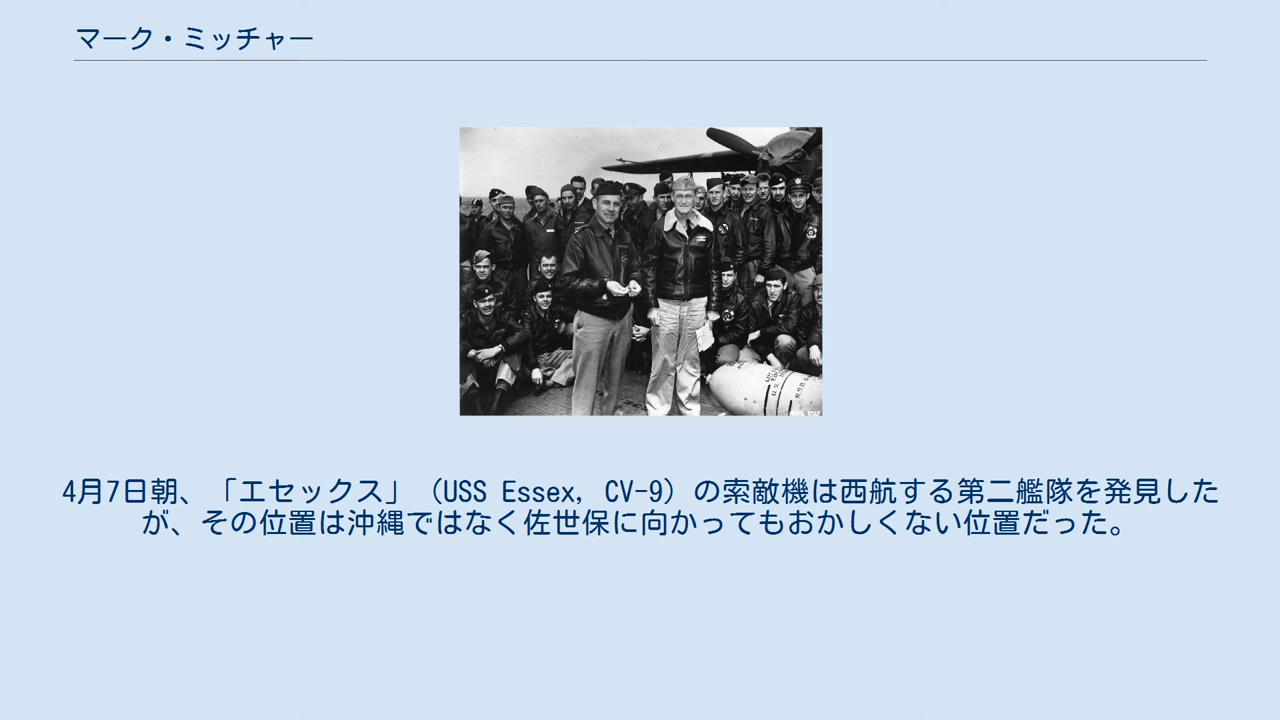 マーク・ミッチャー
4月7日朝、「エセックス」（USS Essex, CV-9）の索敵機は西航する第二艦隊を発見した
が、その位置は沖縄ではなく佐世保に向かってもおかしくない位置だった。